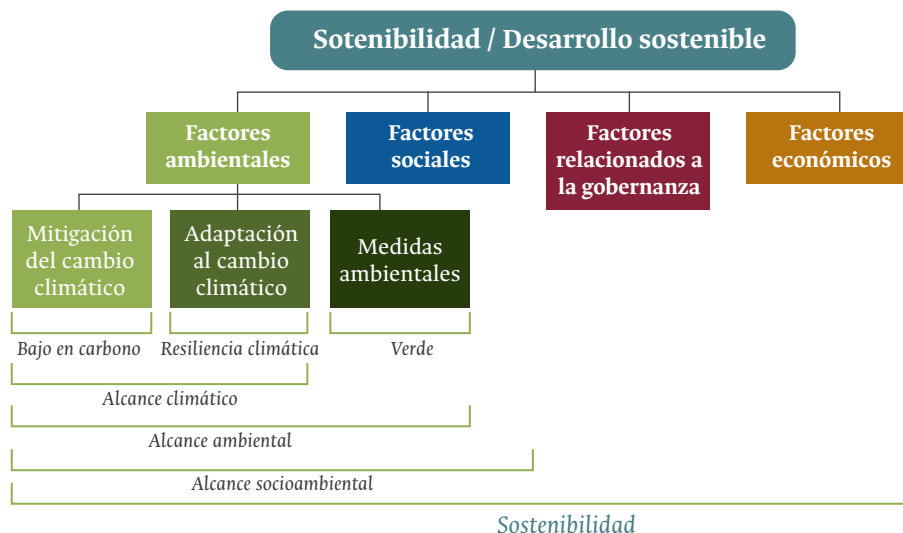 Sotenibilidad / Desarrollo sostenible
Factores
ambientales
Factores
sociales
Factores
relacionados a
la gobernanza
Factores
económicos
Mitigación
del cambio
climático
Adaptación
al cambio
climático
Medidas
ambientales
Bajo en carbono
Resiliencia climática
Verde
Alcance climático
Alcance ambiental
Alcance socioambiental
Sostenibilidad